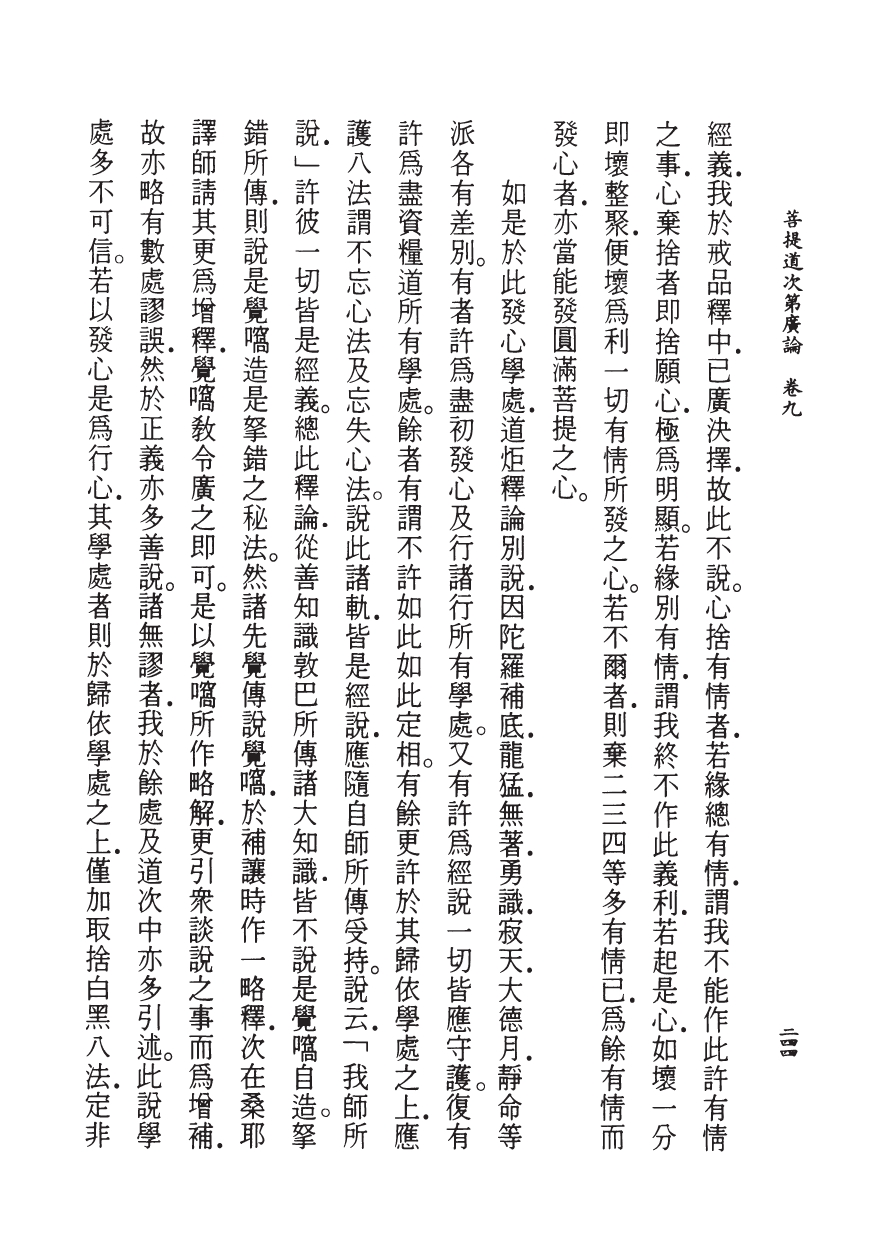 菩提道次第廣論　卷九
二四四
經義．我於戒品釋中．已廣決擇．故此不說。心捨有情者．若緣總有情．謂我不能作此許有情
之事．心棄捨者即捨願心．極爲明顯。若緣別有情．謂我終不作此義利．若起是心．如壞一分
即壞整聚．便壞爲利一切有情所發之心。若不爾者．則棄二三四等多有情已．爲餘有情而
發心者．亦當能發圓滿菩提之心。
如是於此發心學處．道炬釋論別說．因陀羅補底．龍猛．無著．勇識．寂天．大德月．靜命等
派各有差別。有者許爲盡初發心及行諸行所有學處。又有許爲經說一切皆應守護。復有
許爲盡資糧道所有學處。餘者有謂不許如此如此定相。有餘更許於其歸依學處之上．應
護八法謂不忘心法及忘失心法。說此諸軌．皆是經說．應隨自師所傳受持。說云．「我師所
說．」許彼一切皆是經義。總此釋論．從善知識敦巴所傳諸大知識．皆不說是覺㗝自造。拏
錯所傳．則說是覺㗝造是拏錯之秘法。然諸先覺傳說覺㗝．於補讓時作一略釋．次在桑耶
譯師請其更爲增釋．覺㗝教令廣之即可。是以覺㗝所作略解．更引衆談說之事而爲增補．
故亦略有數處謬誤．然於正義亦多善說。諸無謬者．我於餘處及道次中亦多引述。此說學
處多不可信。若以發心是爲行心．其學處者則於歸依學處之上．僅加取捨白黑八法．定非